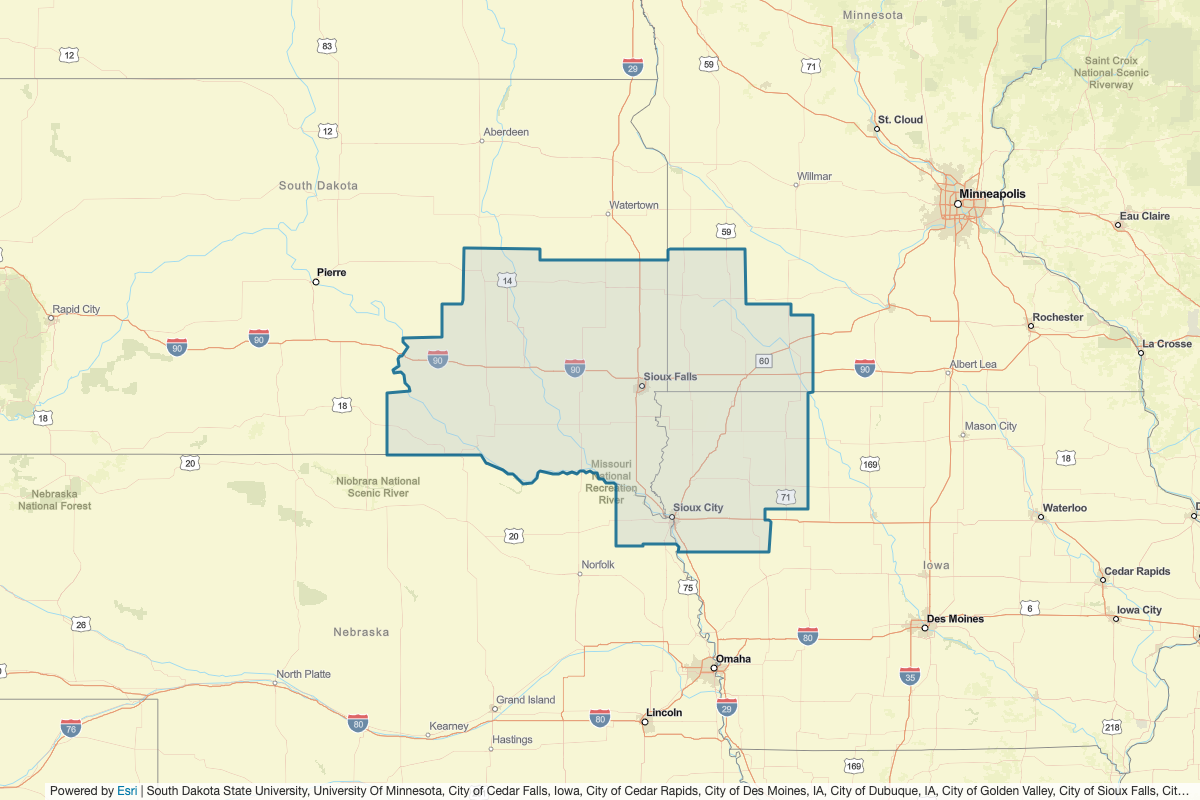 Minnesota
83
12
59
71
29
Saint Croix
National Scenic
Riverway
St. Cloud
12
Aberdeen
Willmar
South Dakota
Minneapolis
Watertown
Eau Claire
59
Pierre
14
Rapid City
Rochester
90
90
La Crosse
90
90
60
90
Albert Lea
Sioux Falls
18
18
Mason City
20
169
18
Missouri
National
Recreation
River
Niobrara National
Scenic River
Nebraska
National Forest
71
Sioux City
Waterloo
D
20
Norfolk
Iowa
Cedar Rapids
75
26
6
Iowa City
Des Moines
Nebraska
80
Omaha
North Platte
35
Grand Island
Lincoln
29
80
80
76
Kearney
218
Hastings
169
Powered by Esri | South Dakota State University, University Of Minnesota, City of Cedar Falls, Iowa, City of Cedar Rapids, City of Des Moines, IA, City of Dubuque, IA, City of Golden Valley, City of Sioux Falls, Cit…